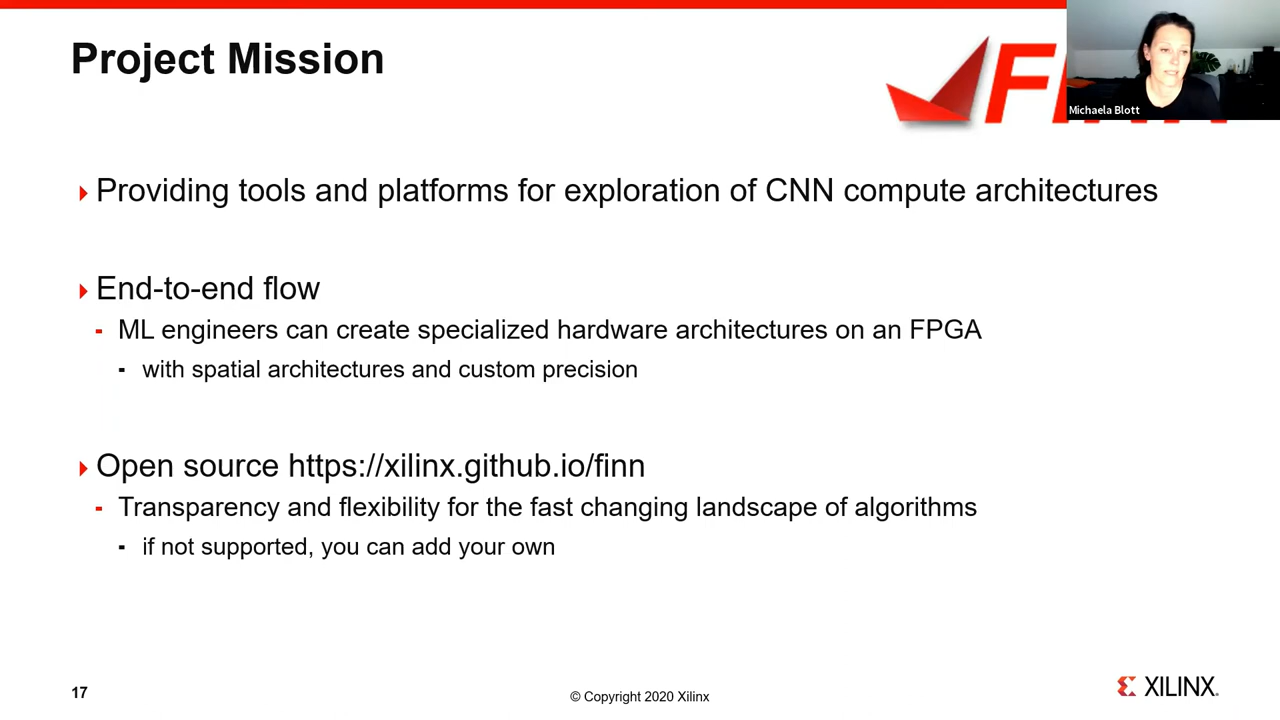 Project Mission
Michaela Blott
Providing tools and platforms for exploration of CNN compute architectures
End-to-end flow
ML engineers can create specialized hardware architectures on an FPGA
with spatial architectures and custom precision
Open source https://xilinx.github.io/finn
Transparency and flexibility for the fast changing landscape of algorithms
if not supported, you can add your own
17
© Copyright 2020 Xilinx
XILINX.